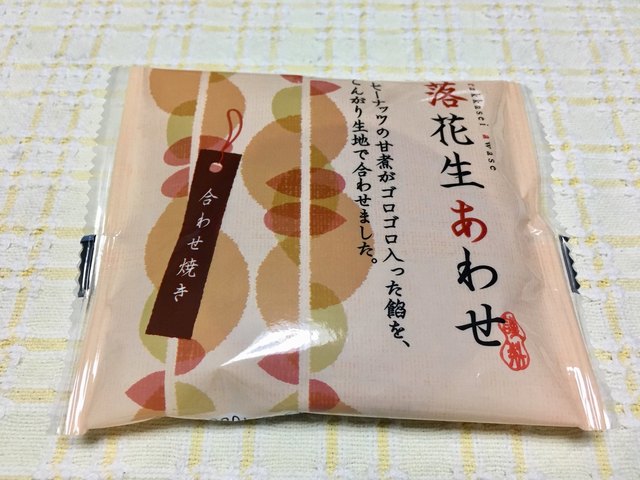 rakkasei awase
落花生あわせ
ピーナッツの甘煮がゴロゴロ入った餡を、
こんがり生地で合わせました。
合わせ焼き